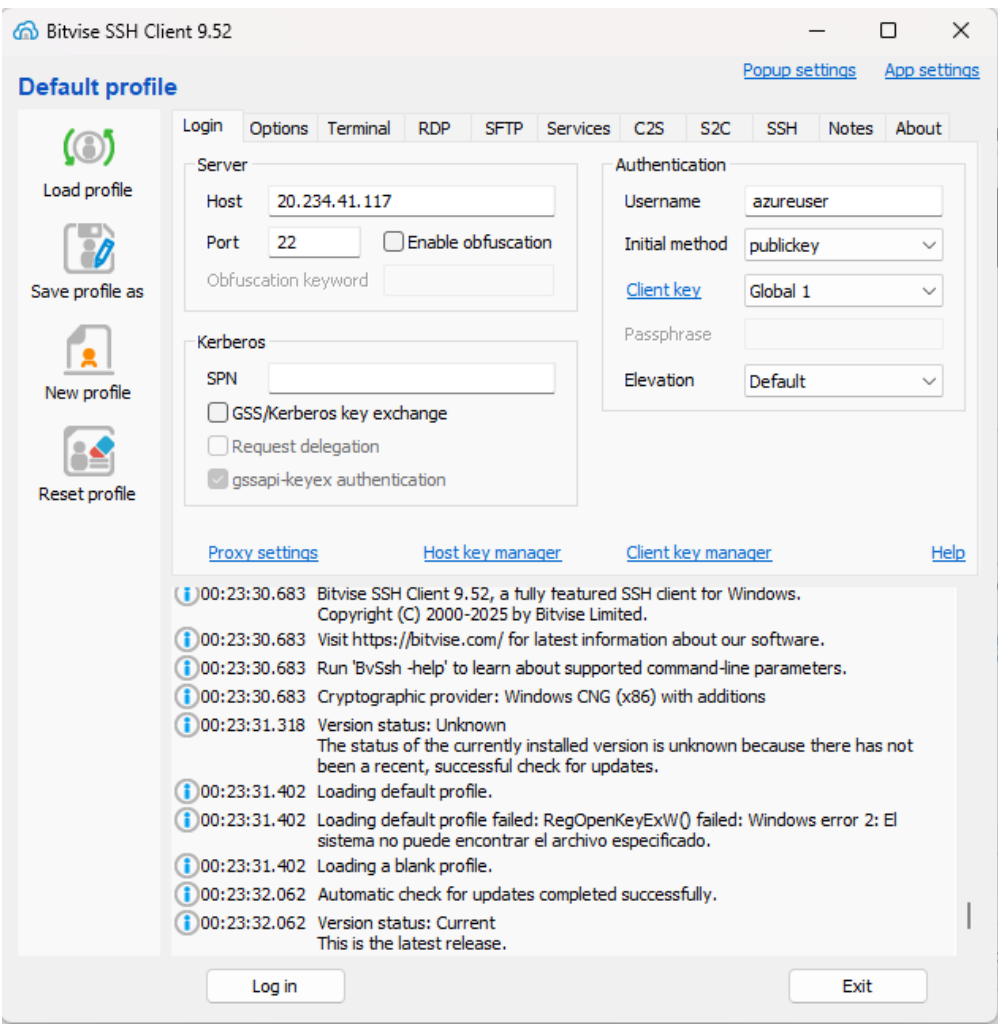 Bitvise SSH Client 9.52
Default profile
Popup settings
App settings
Load profile
Save profile as
New profile
Reset profile
Login
Options
Terminal
RDP
SFTP
Services
C2S
S2C
SSH
Notes
About
Server
Host
20.234.41.117
Port
22
Enable obfuscation
Obfuscation keyword
Kerberos
SPN
GSS/Kerberos key exchange
Request delegation
gssapi-keyex authentication
Authentication
Username
azureuser
Initial method
publickey
Client key
Global 1
Passphrase
Elevation
Default
Proxy settings
Host key manager
Client key manager
Help
00:23:30.683 Bitvise SSH Client 9.52, a fully featured SSH client for Windows.
Copyright (C) 2000-2025 by Bitvise Limited.
00:23:30.683 Visit https://bitvise.com/ for latest information about our software.
00:23:30.683 Run 'BvSsh -help' to learn about supported command-line parameters.
00:23:30.683 Cryptographic provider: Windows CNG (x86) with additions
00:23:31.318 Version status: Unknown
The status of the currently installed version is unknown because there has not
been a recent, successful check for updates.
00:23:31.402 Loading default profile.
00:23:31.402 Loading default profile failed: RegOpenKeyExW() failed: Windows error 2: El
sistema no puede encontrar el archivo especificado.
00:23:31.402 Loading a blank profile.
00:23:32.062 Automatic check for updates completed successfully.
00:23:32.062 Version status: Current
This is the latest release.
Log in
Exit